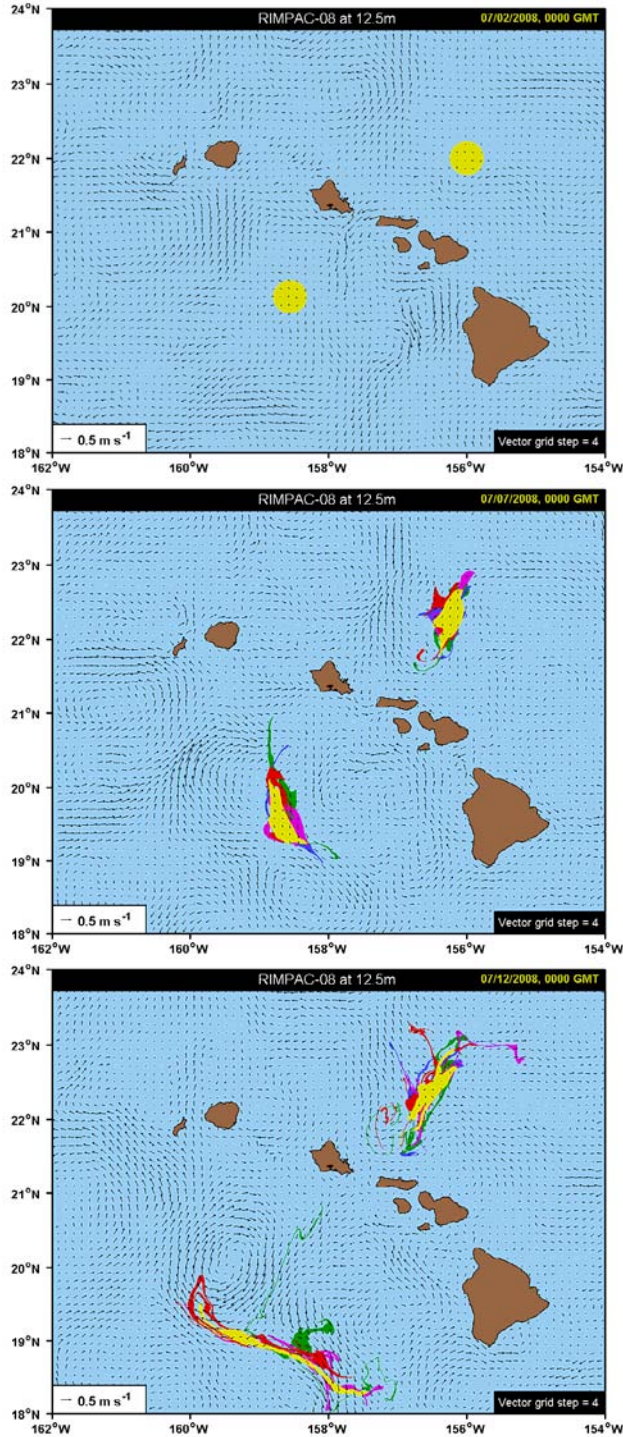 24°N
RIMPAC-08 at 12.5m 07/02/2008, 0000 GMT
23°N
22°N
21°N
20°N
19°N
→ 0.5 m s⁻¹ Vector grid step = 4
18°N
162°W 160°W 158°W 156°W 154°W
24°N
RIMPAC-08 at 12.5m 07/07/2008, 0000 GMT
23°N
22°N
21°N
20°N
19°N
→ 0.5 m s⁻¹ Vector grid step = 4
18°N
162°W 160°W 158°W 156°W 154°W
24°N
RIMPAC-08 at 12.5m 07/12/2008, 0000 GMT
23°N
22°N
21°N
20°N
19°N
→ 0.5 m s⁻¹ Vector grid step = 4
18°N
162°W 160°W 158°W 156°W 154°W